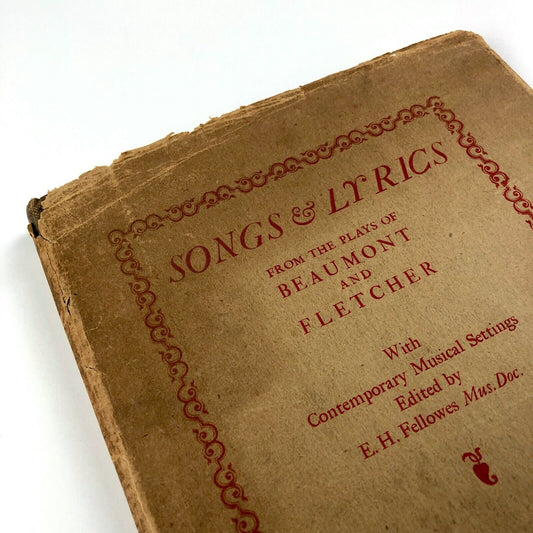 SONGS & LYRICS
FROM THE PLAYS OF
BEAUMONT
AND
FLETCHER
With
Contemporary Musical Settings
Edited by
E. H. Fellowes Mus. Doc.